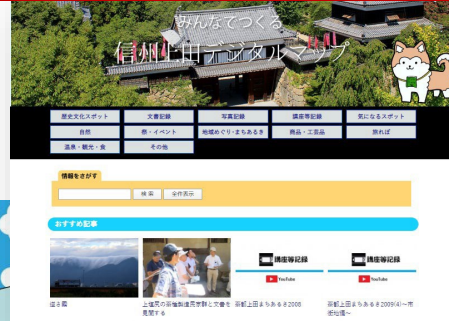 みんなでつくる
信州上田デジタルマップ
歴史文化スポット
文書記録
写真記録
講座等記録
気になるスポット
自然
祭・イベント
地域めぐり・まちあるき
商品・工芸品
旅れぽ
温泉・観光・食
その他
情報をさがす
検索
全件表示
おすすめ記事
講座等記録
YouTube
講座等記録
YouTube
逆さ霧
上塩尻の蚕種製造民家群と文書を
見聞する
蚕都上田まちあるき2008
蚕都上田まちあるき2009(4)～市
街地編～